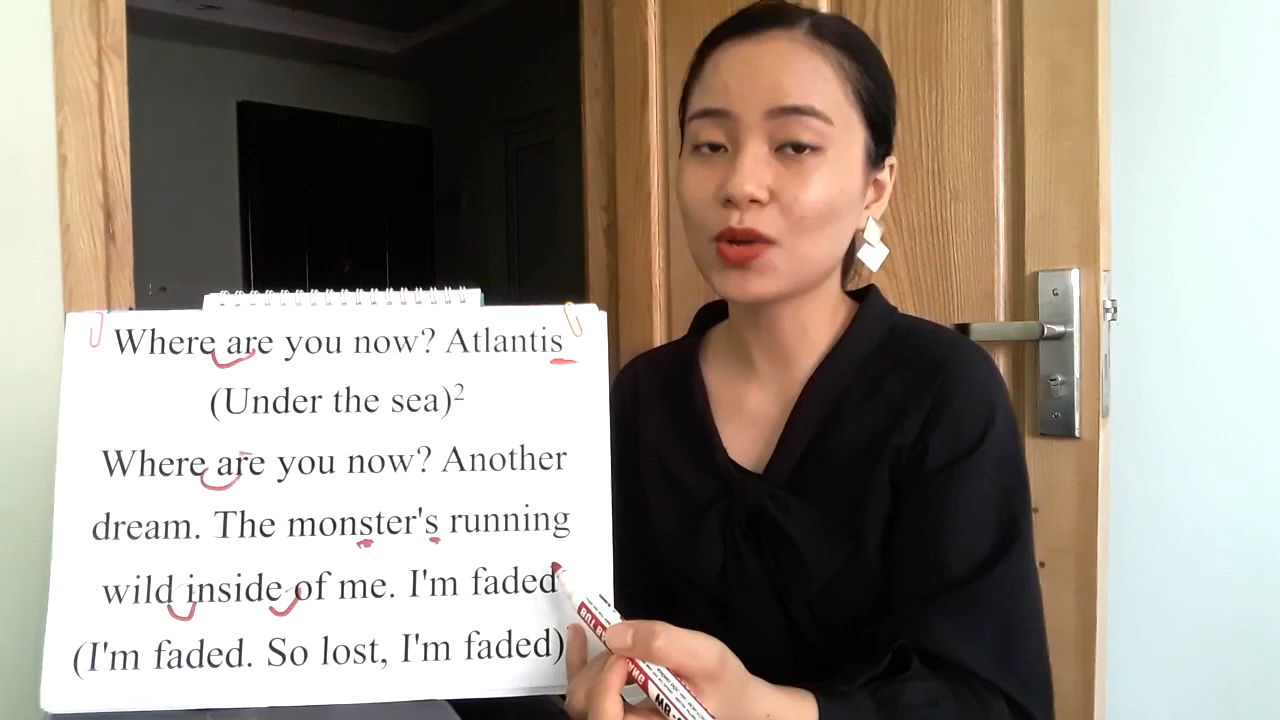 Where are you now? Atlantis
(Under the sea)²
Where are you now? Another
dream. The monster's running
wild inside of me. I'm faded
(I'm faded. So lost, I'm faded)